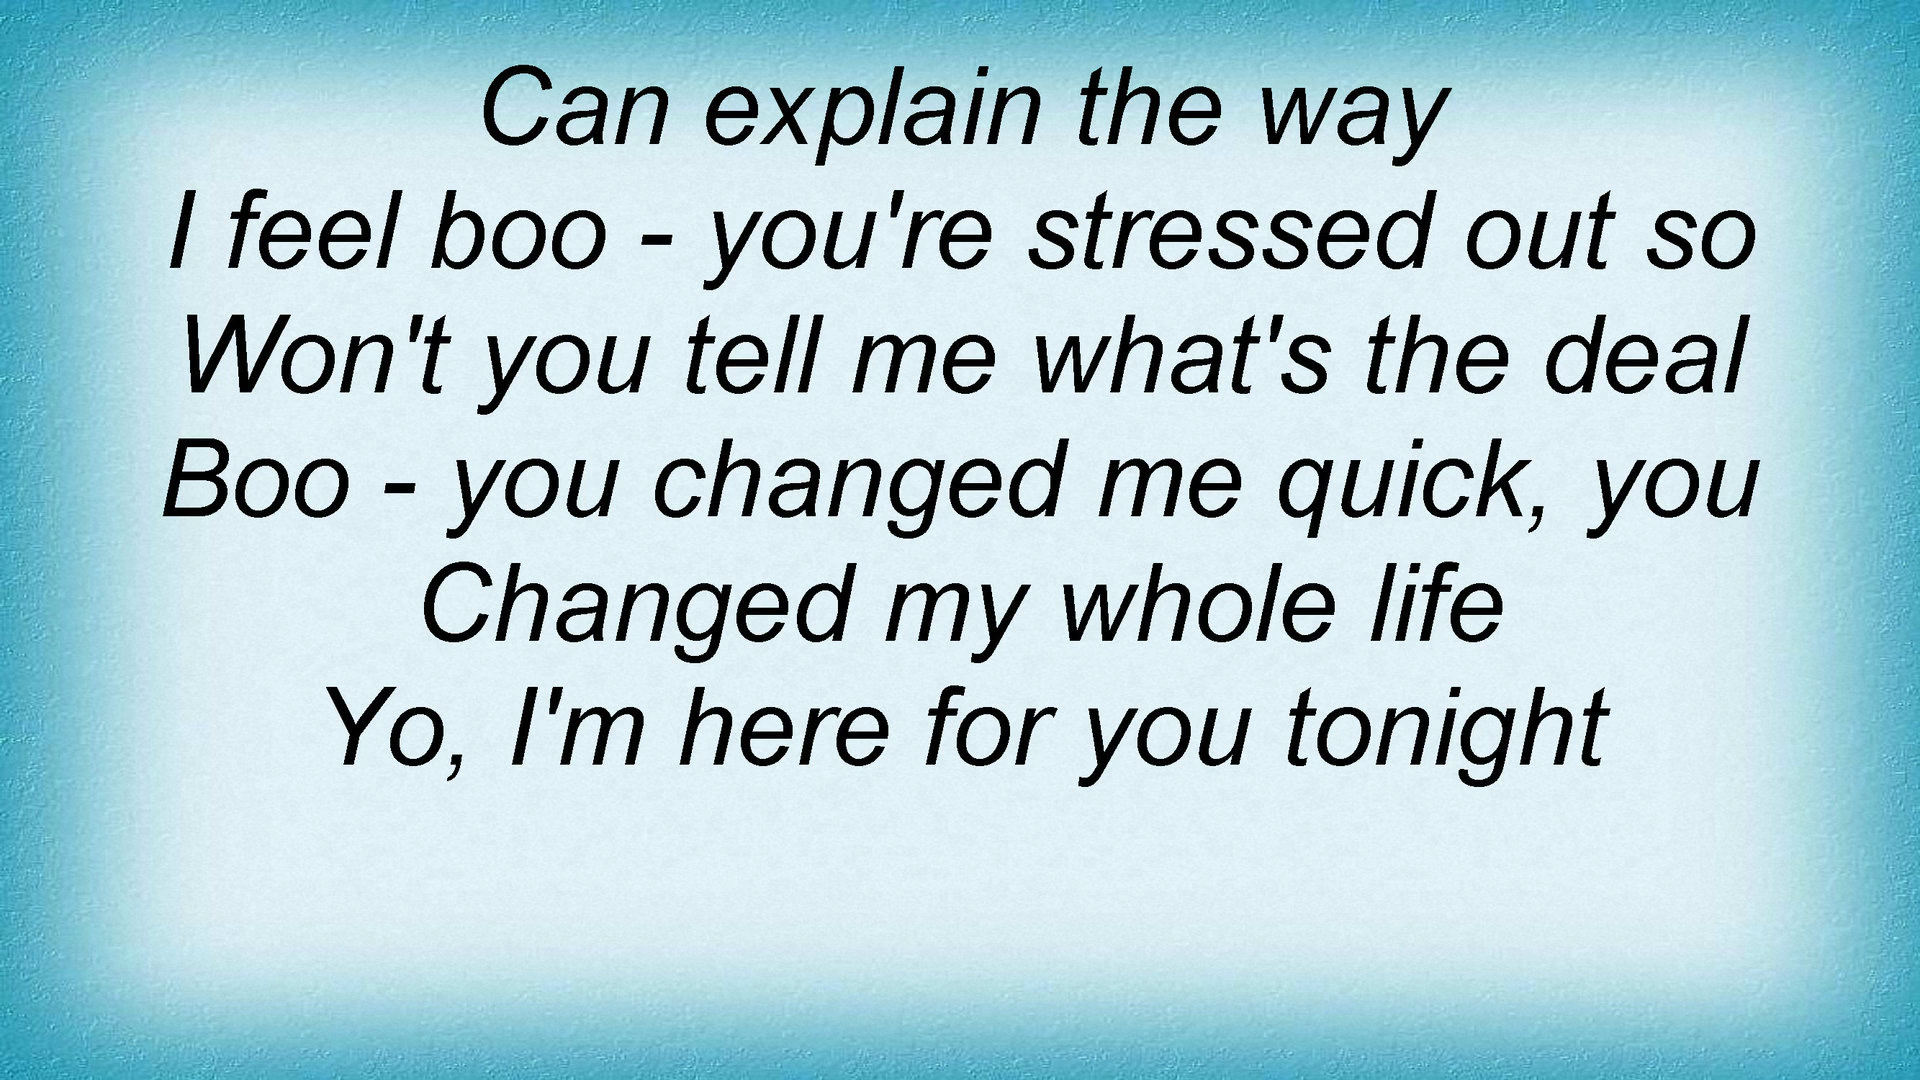 Can explain the way
I feel boo - you're stressed out so
Won't you tell me what's the deal
Boo - you changed me quick, you
Changed my whole life
Yo, I'm here for you tonight